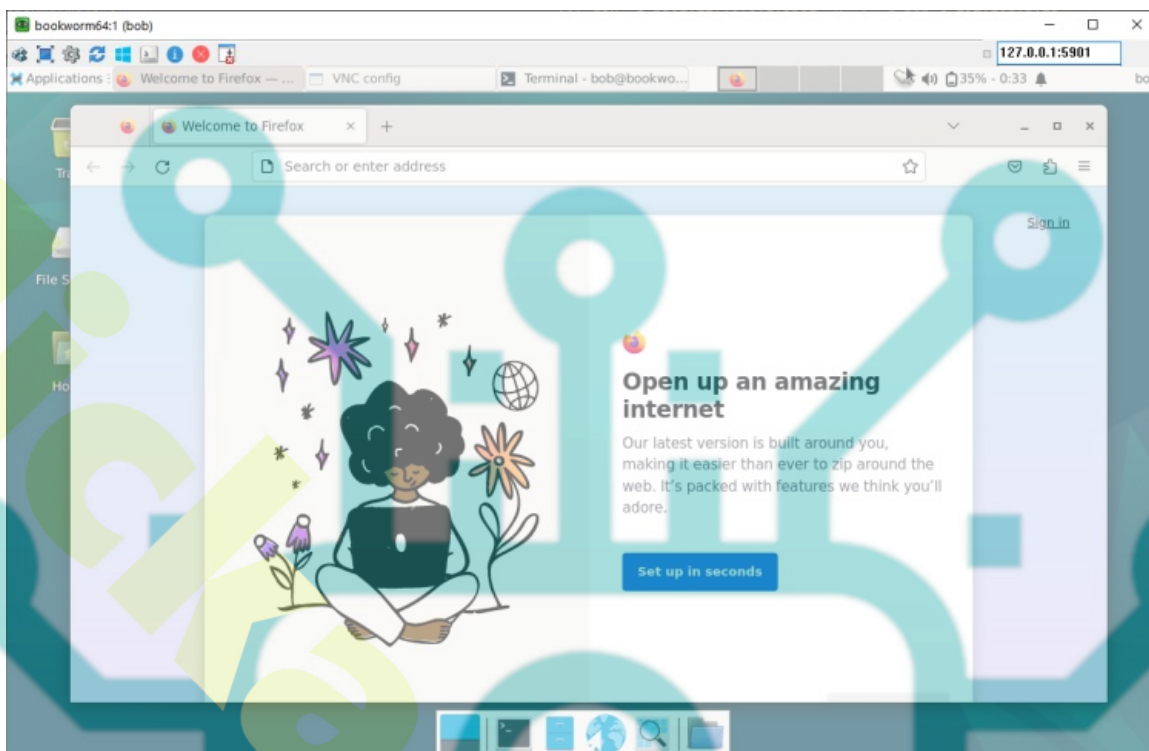 bookworm64:1 (bob)
127.0.0.1:5901
Applications
Welcome to Firefox — ...
VNC config
Terminal - bob@bookwo...
35% - 0:33
bo
Welcome to Firefox
Search or enter address
Sign in
File S
Ho
Open up an amazing
internet
Our latest version is built around you,
making it easier than ever to zip around the
web. It's packed with features we think you'll
adore.
Set up in seconds